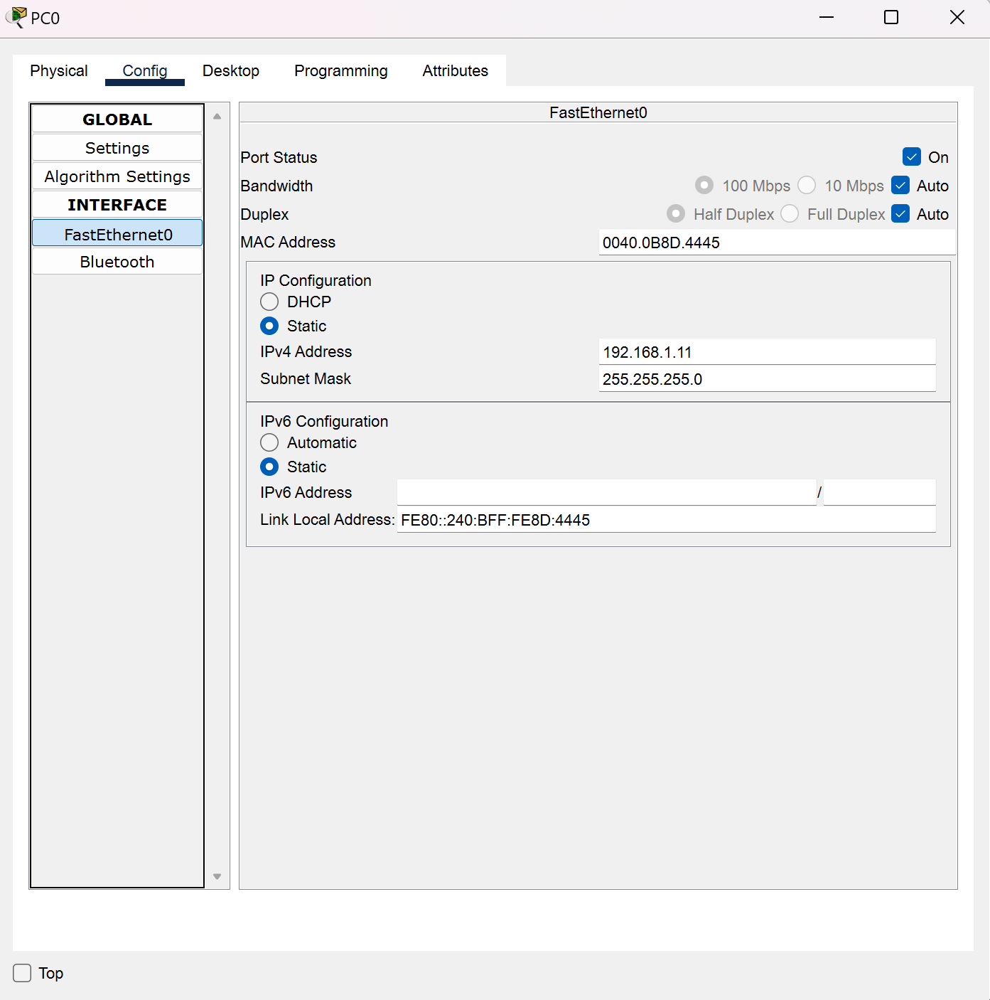 PC0
Physical Config Desktop Programming Attributes
GLOBAL
Settings
Algorithm Settings
INTERFACE
FastEthernet0
Bluetooth
FastEthernet0
Port Status On
Bandwidth 100 Mbps 10 Mbps Auto
Duplex Half Duplex Full Duplex Auto
MAC Address 0040.0B8D.4445
IP Configuration
DHCP
Static
IPv4 Address 192.168.1.11
Subnet Mask 255.255.255.0
IPv6 Configuration
Automatic
Static
IPv6 Address /
Link Local Address: FE80::240:BFF:FE8D:4445
Top